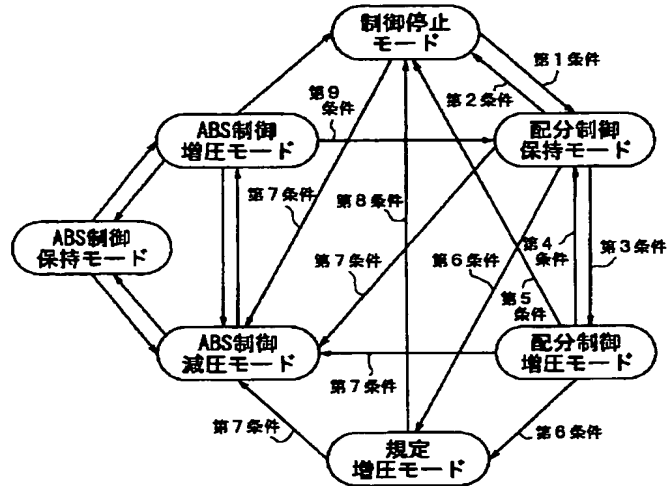 制御停止
モード
第1条件
第9
条件
第2条件
ABS制御
増圧モード
配分制御
保持モード
第7条件
第8条件
ABS制御
保持モード
第7条件
第6条件
第4
条件
第3条件
第5
条件
ABS制御
減圧モード
第7条件
配分制御
増圧モード
第7条件
規定
増圧モード
第6条件